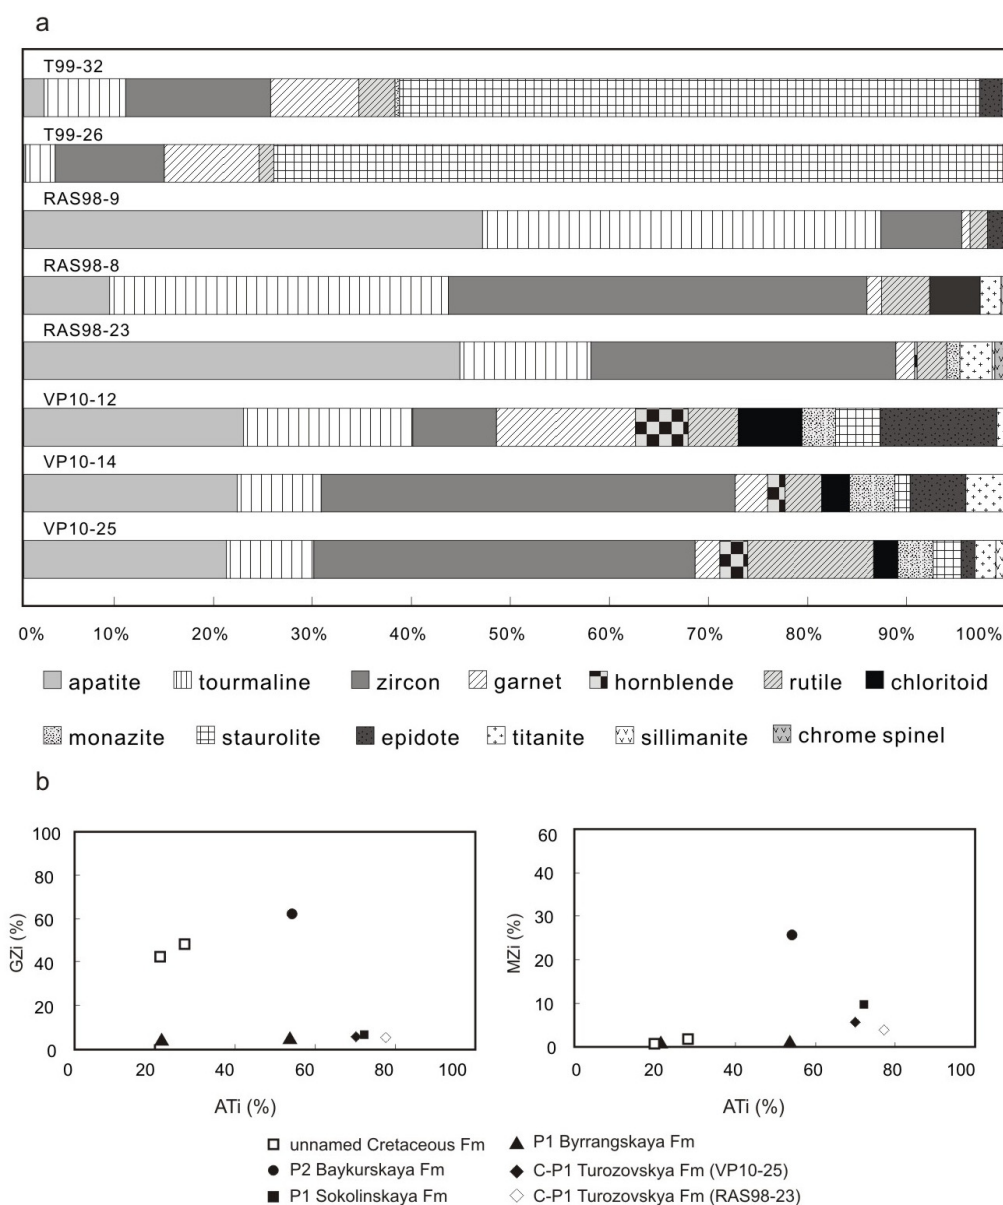 a
T99-32
T99-26
RAS98-9
RAS98-8
RAS98-23
VP10-12
VP10-14
VP10-25
0% 10% 20% 30% 40% 50% 60% 70% 80% 90% 100%
apatite tourmaline zircon garnet hornblende rutile chloritoid
monazite staurolite epidote titanite sillimanite chrome spinel
b
100
80
60
40
20
0
GZi (%)
0 20 40 60 80 100
ATi (%)
60
40
30
20
10
0
MZi (%)
0 20 40 60 80 100
ATi (%)
unnamed Cretaceous Fm
P2 Baykurskaya Fm
P1 Sokolinskaya Fm
P1 Byrrangskaya Fm
C-P1 Turozovskya Fm (VP10-25)
C-P1 Turozovskya Fm (RAS98-23)